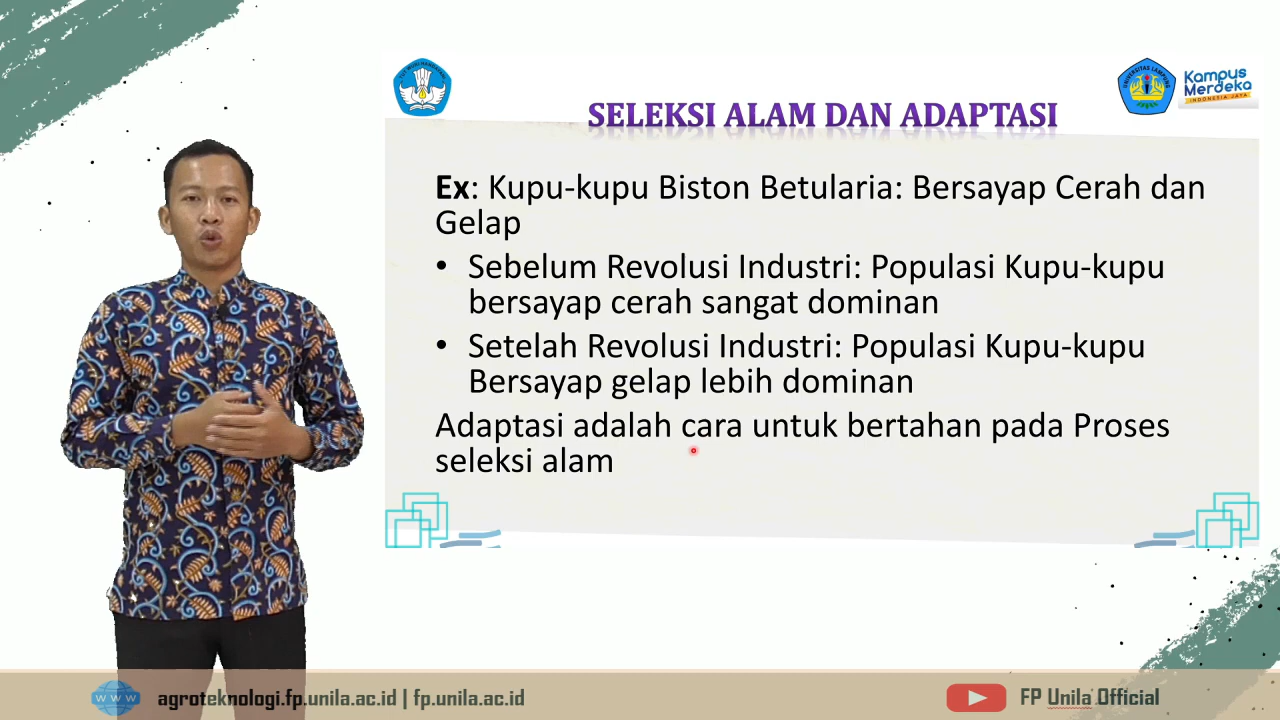 UNIVERSITAS LAMPUNG
Kampus
Merdeka
INDONESIA JAYA
SELEKSI ALAM DAN ADAPTASI
Ex: Kupu-kupu Biston Betularia: Bersayap Cerah dan
Gelap
• Sebelum Revolusi Industri: Populasi Kupu-kupu
bersayap cerah sangat dominan
• Setelah Revolusi Industri: Populasi Kupu-kupu
Bersayap gelap lebih dominan
Adaptasi adalah cara untuk bertahan pada Proses
seleksi alam
WWW
agroteknologi.fp.unila.ac.id | fp.unila.ac.id
FP Unila Official